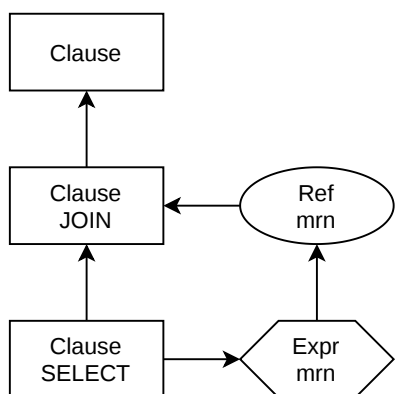 Clause
Clause
JOIN
Ref
mrn
Clause
SELECT
Expr
mrn